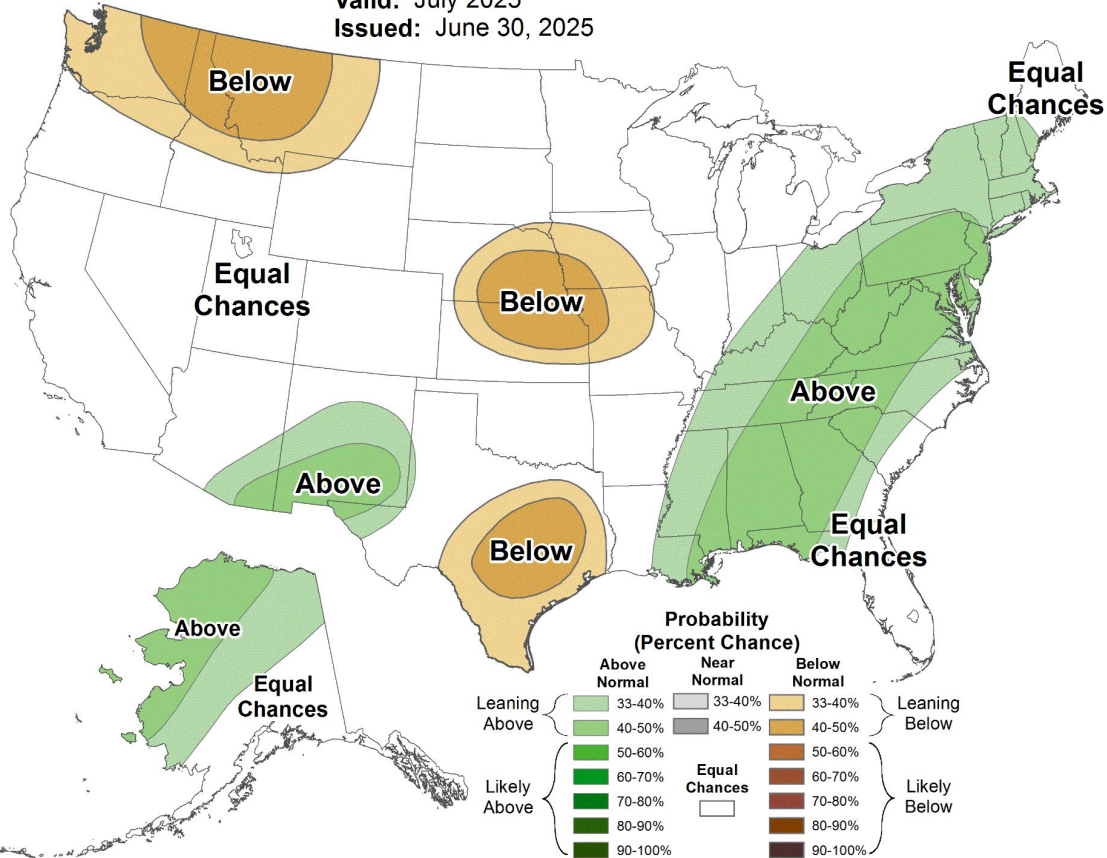 Valid: July 2025
Issued: June 30, 2025
Equal
Chances
Below
Equal
Chances
Below
Above
Above
Below
Equal
Chances
Above
Equal
Chances
Probability
(Percent Chance)
Above
Normal
Near
Normal
Below
Normal
Leaning
Above
33-40%
33-40%
33-40%
Leaning
Below
40-50%
40-50%
40-50%
50-60%
50-60%
60-70%
60-70%
Likely
Above
Equal
Chances
Likely
Below
70-80%
70-80%
80-90%
80-90%
90-100%
90-100%